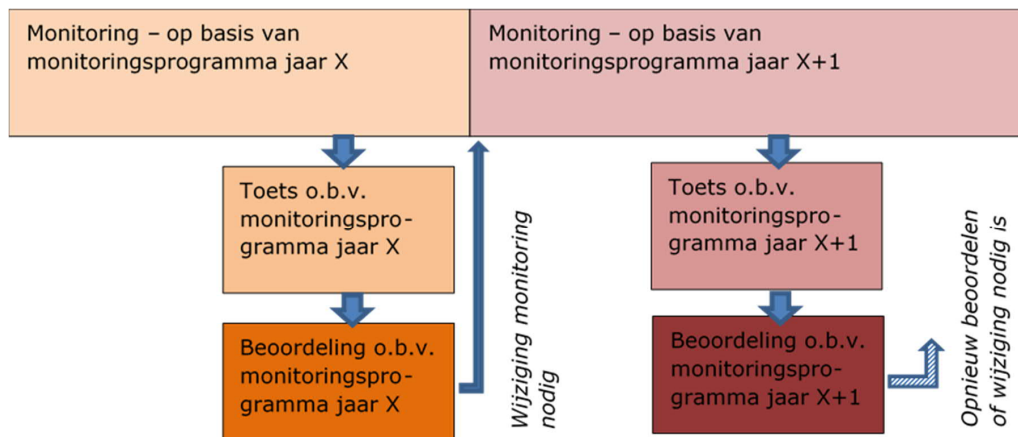 Monitoring – op basis van
monitoringsprogramma jaar X
Monitoring – op basis van
monitoringsprogramma jaar X+1
Toets o.b.v.
monitoringspro-
gramma jaar X
Beoordeling o.b.v.
monitoringspro-
gramma jaar X
Wijziging monitoring
nodig
Toets o.b.v.
monitoringspro-
gramma jaar X+1
Beoordeling o.b.v.
monitoringspro-
gramma jaar X+1
Opnieuw beoordelen
of wijziging nodig is